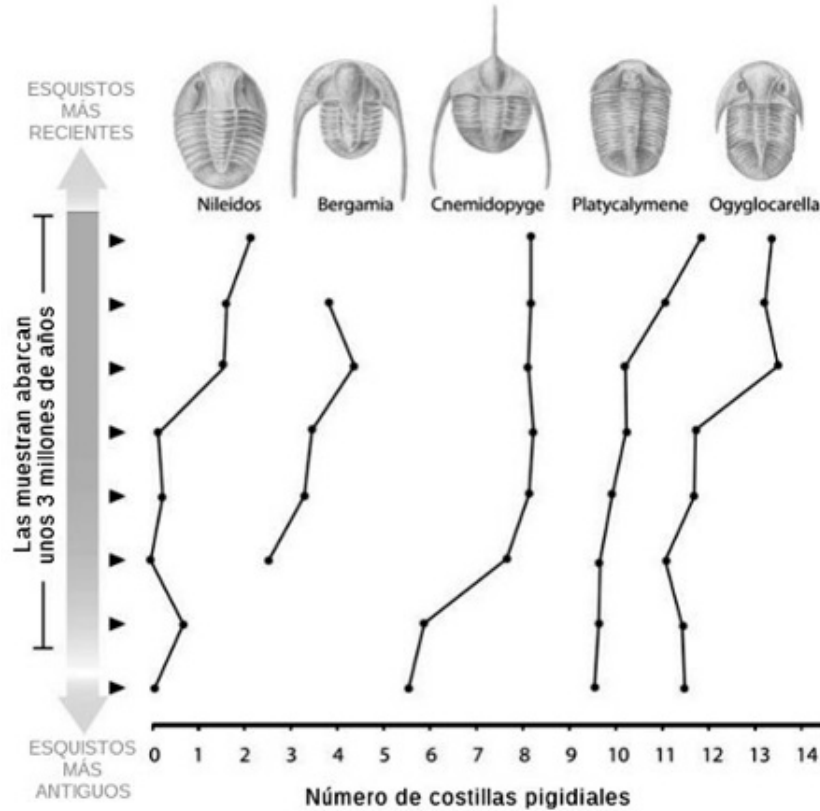 ESQUISTOS
MÁS
RECIENTES
Nileidos
Bergamia
Cnemidopyge
Platycalymene
Ogyglocarella
Las muestran abarcan
unos 3 millones de años
ESQUISTOS
MÁS
ANTIGUOS
0 1 2 3 4 5 6 7 8 9 10 11 12 13 14
Número de costillas pigidiales